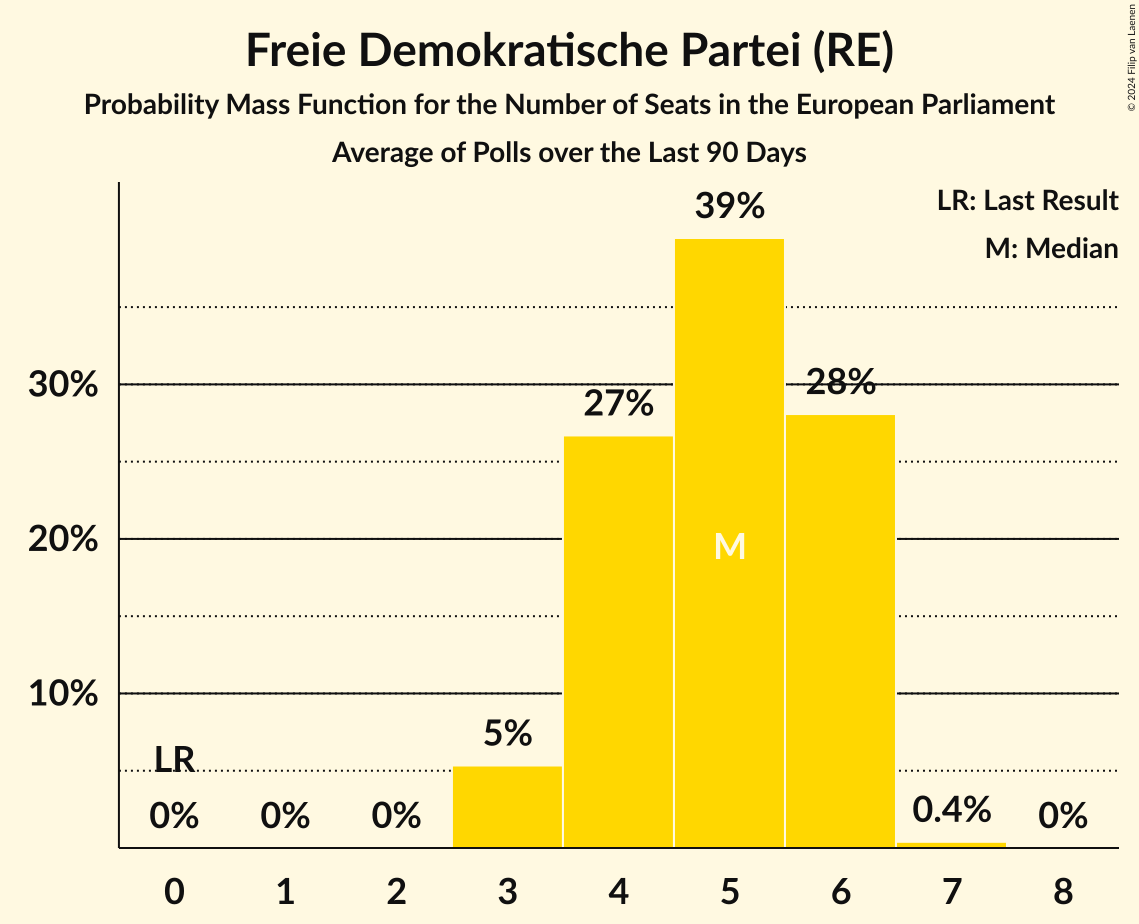 Freie Demokratische Partei (RE)
Probability Mass Function for the Number of Seats in the European Parliament
Average of Polls over the Last 90 Days
© 2024 Filip van Laenen
LR: Last Result
M: Median
39%
30%
28%
27%
20%
M
10%
5%
LR
0%
0%
0%
0.4%
0%
0
1
2
3
4
5
6
7
8